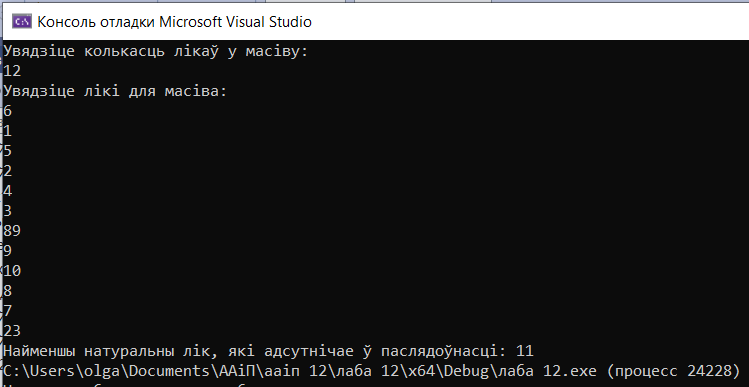 Консоль отладки Microsoft Visual Studio
Увядзіце колькасць лікаў у масіву:
12
Увядзіце лікі для масіва:
6
1
5
2
4
3
89
9
10
8
7
23
Найменшы натуральны лік, які адсутнічае ў паслядоўнасці: 11
C:\Users\olga\Documents\ААіП\ааіп 12\лаба 12\x64\Debug\лаба 12.exe (процесс 24228)